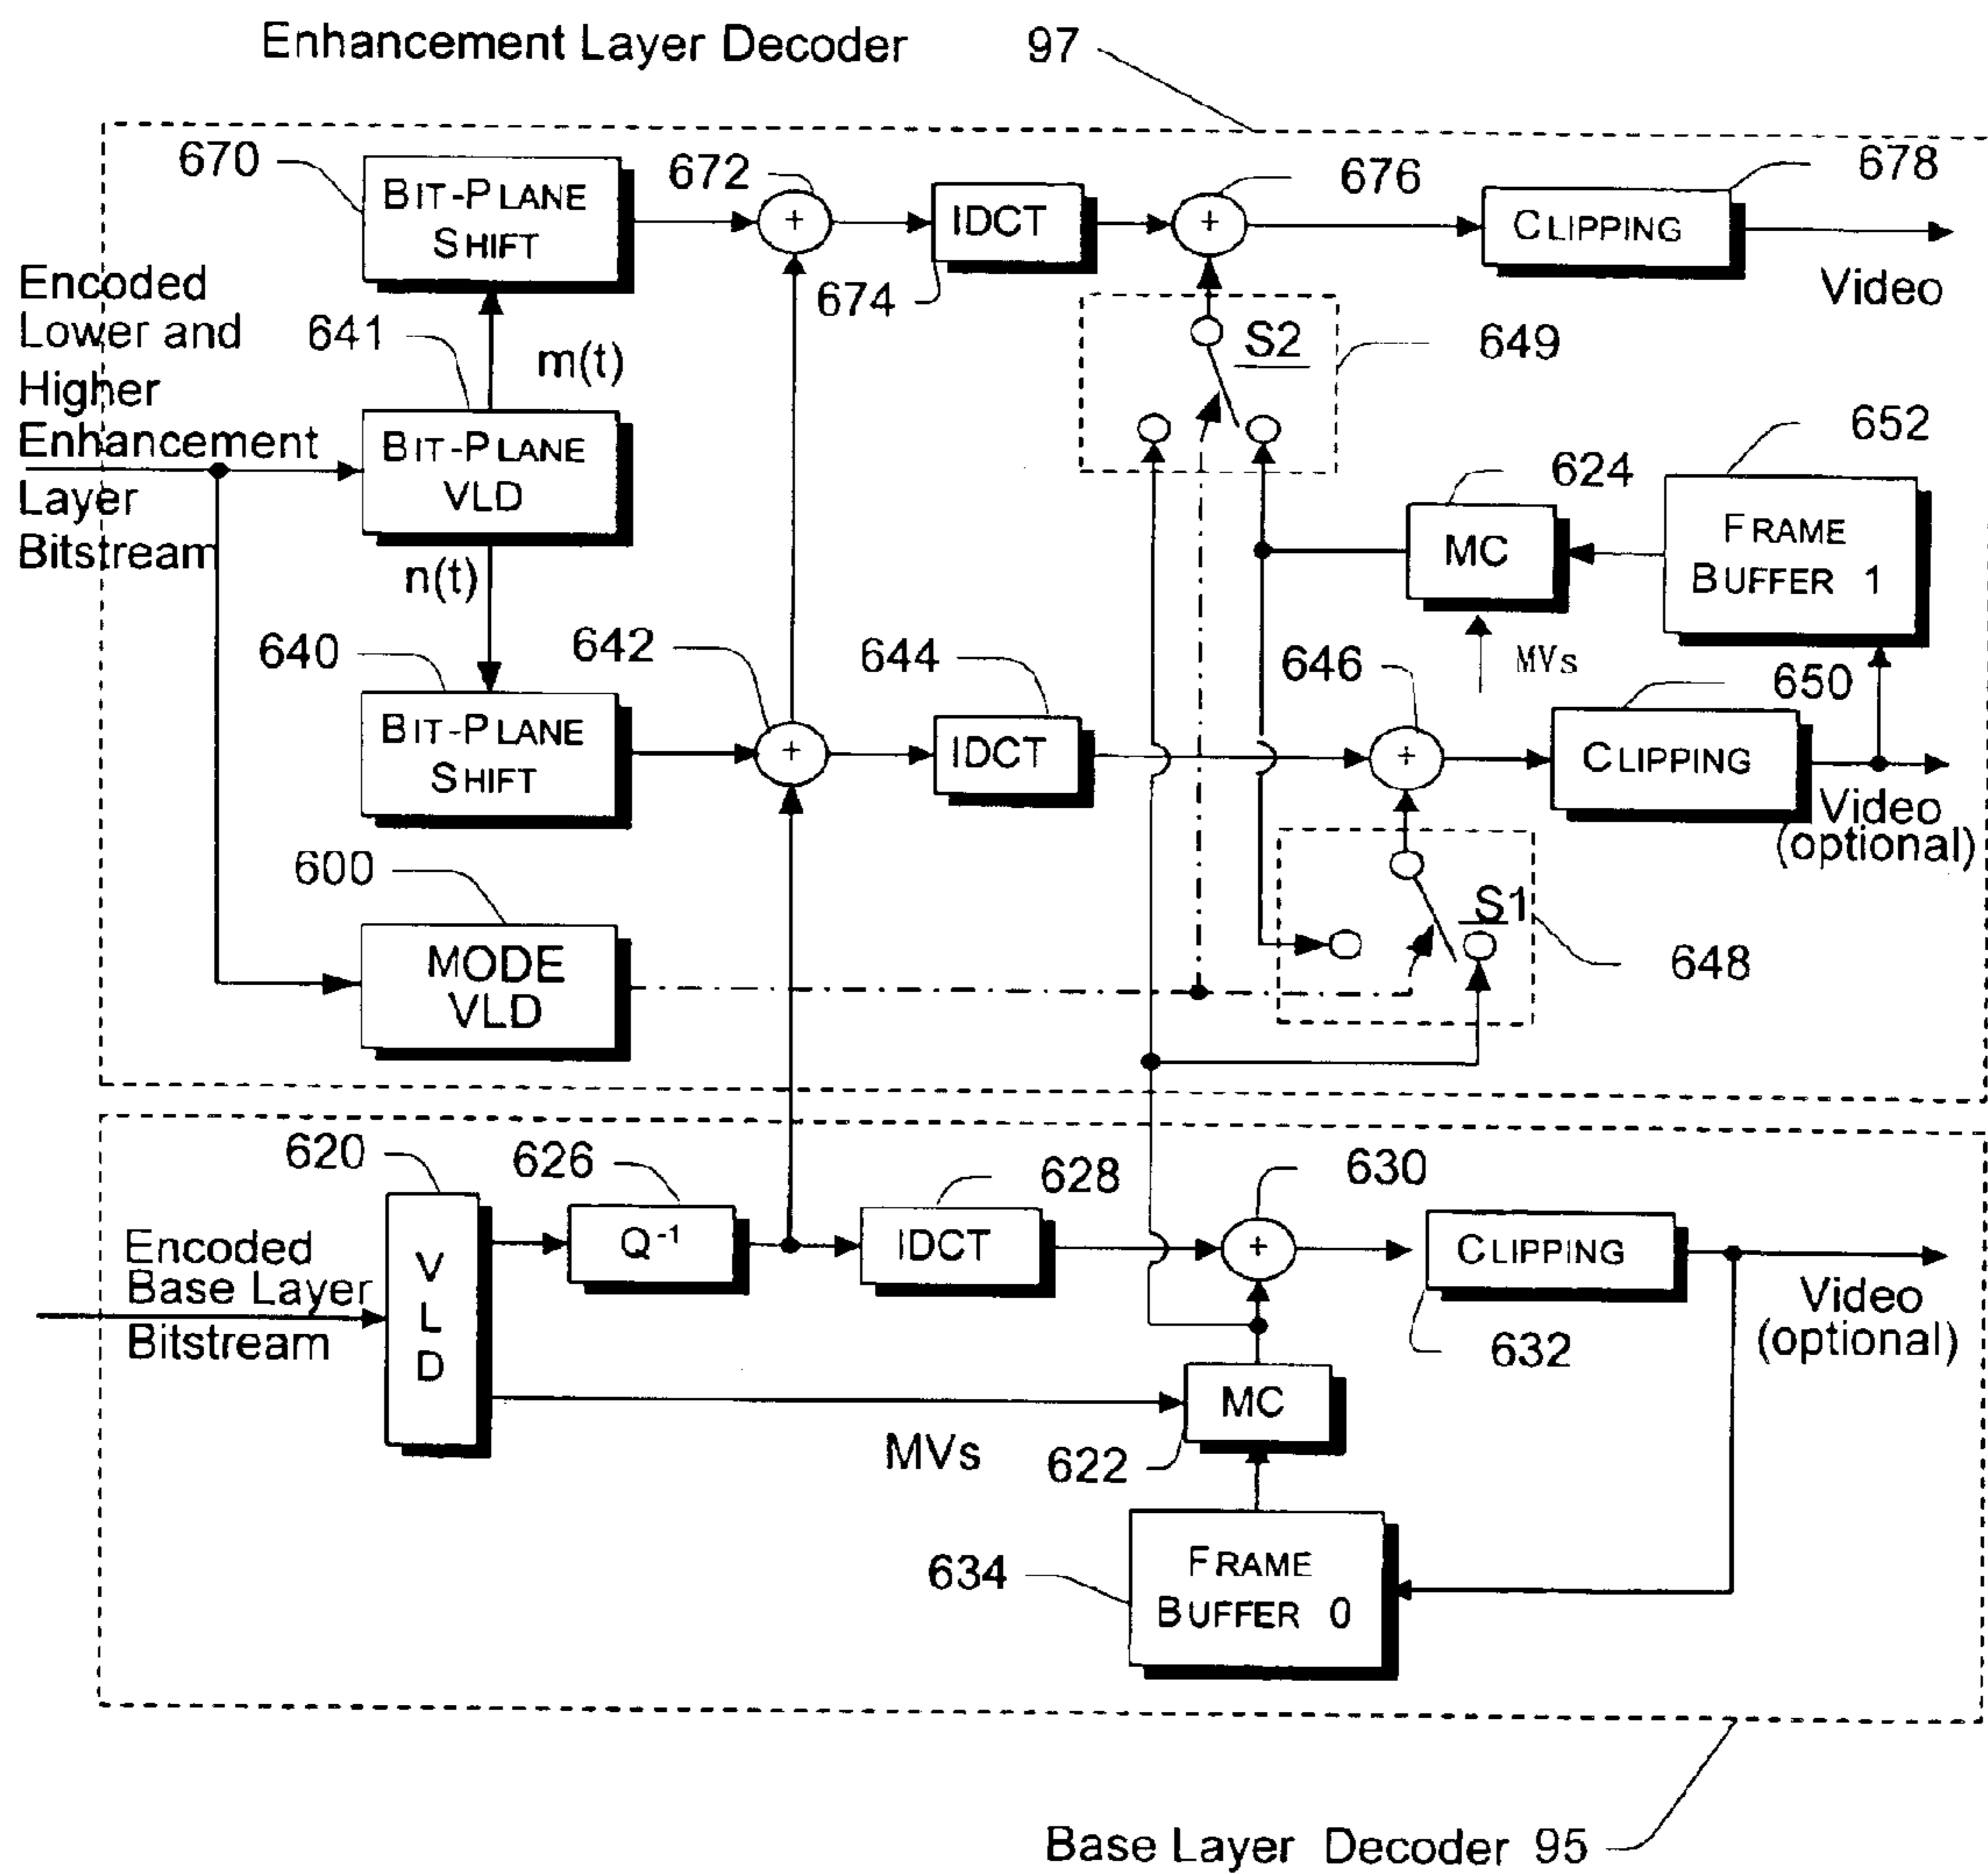 Enhancement Layer Decoder
97
670
BIT-PLANE
SHIFT
672
IDCT
674
+
+
676
CLIPPING
678
Video
Encoded
Lower and
Higher
Enhancement
Layer
Bitstream
641
m(t)
BIT-PLANE
VLD
n(t)
S2
649
652
624
MC
FRAME
BUFFER 1
MVs
640
BIT-PLANE
SHIFT
642
+
644
IDCT
646
+
650
CLIPPING
Video
(optional)
600
MODE
VLD
S1
648
620
626
628
630
Encoded
Base Layer
Bitstream
V
L
D
Q-1
IDCT
+
CLIPPING
632
Video
(optional)
MVs
622
MC
634
FRAME
BUFFER 0
Base Layer Decoder 95